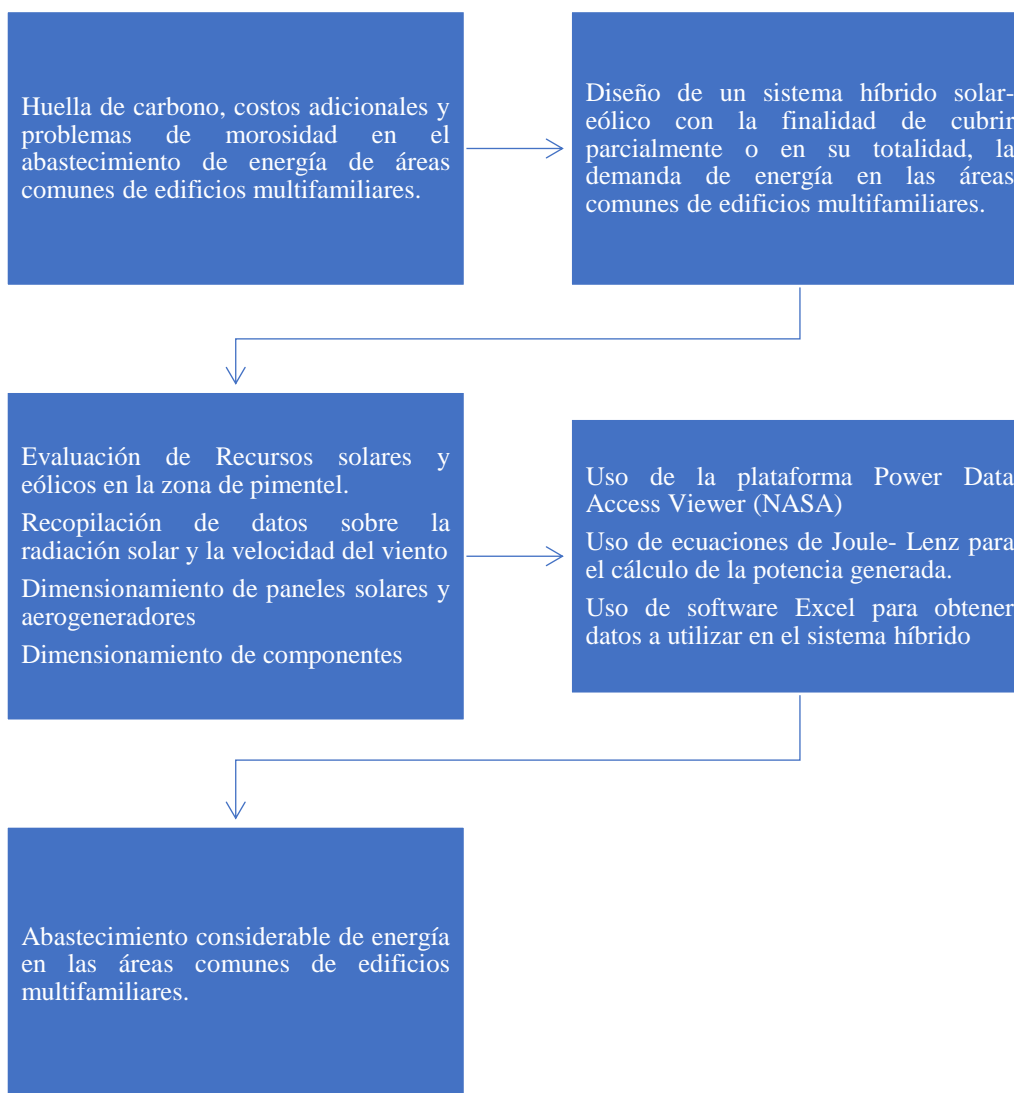 Huella de carbono, costos adicionales y
problemas de morosidad en el
abastecimiento de energía de áreas
comunes de edificios multifamiliares.
Diseño de un sistema híbrido solar-
eólico con la finalidad de cubrir
parcialmente o en su totalidad, la
demanda de energía en las áreas
comunes de edificios multifamiliares.
Evaluación de Recursos solares y
eólicos en la zona de pimentel.
Recopilación de datos sobre la
radiación solar y la velocidad del viento
Dimensionamiento de paneles solares y
aerogeneradores
Dimensionamiento de componentes
Uso de la plataforma Power Data
Access Viewer (NASA)
Uso de ecuaciones de Joule- Lenz para
el cálculo de la potencia generada.
Uso de software Excel para obtener
datos a utilizar en el sistema híbrido
Abastecimiento considerable de energía
en las áreas comunes de edificios
multifamiliares.